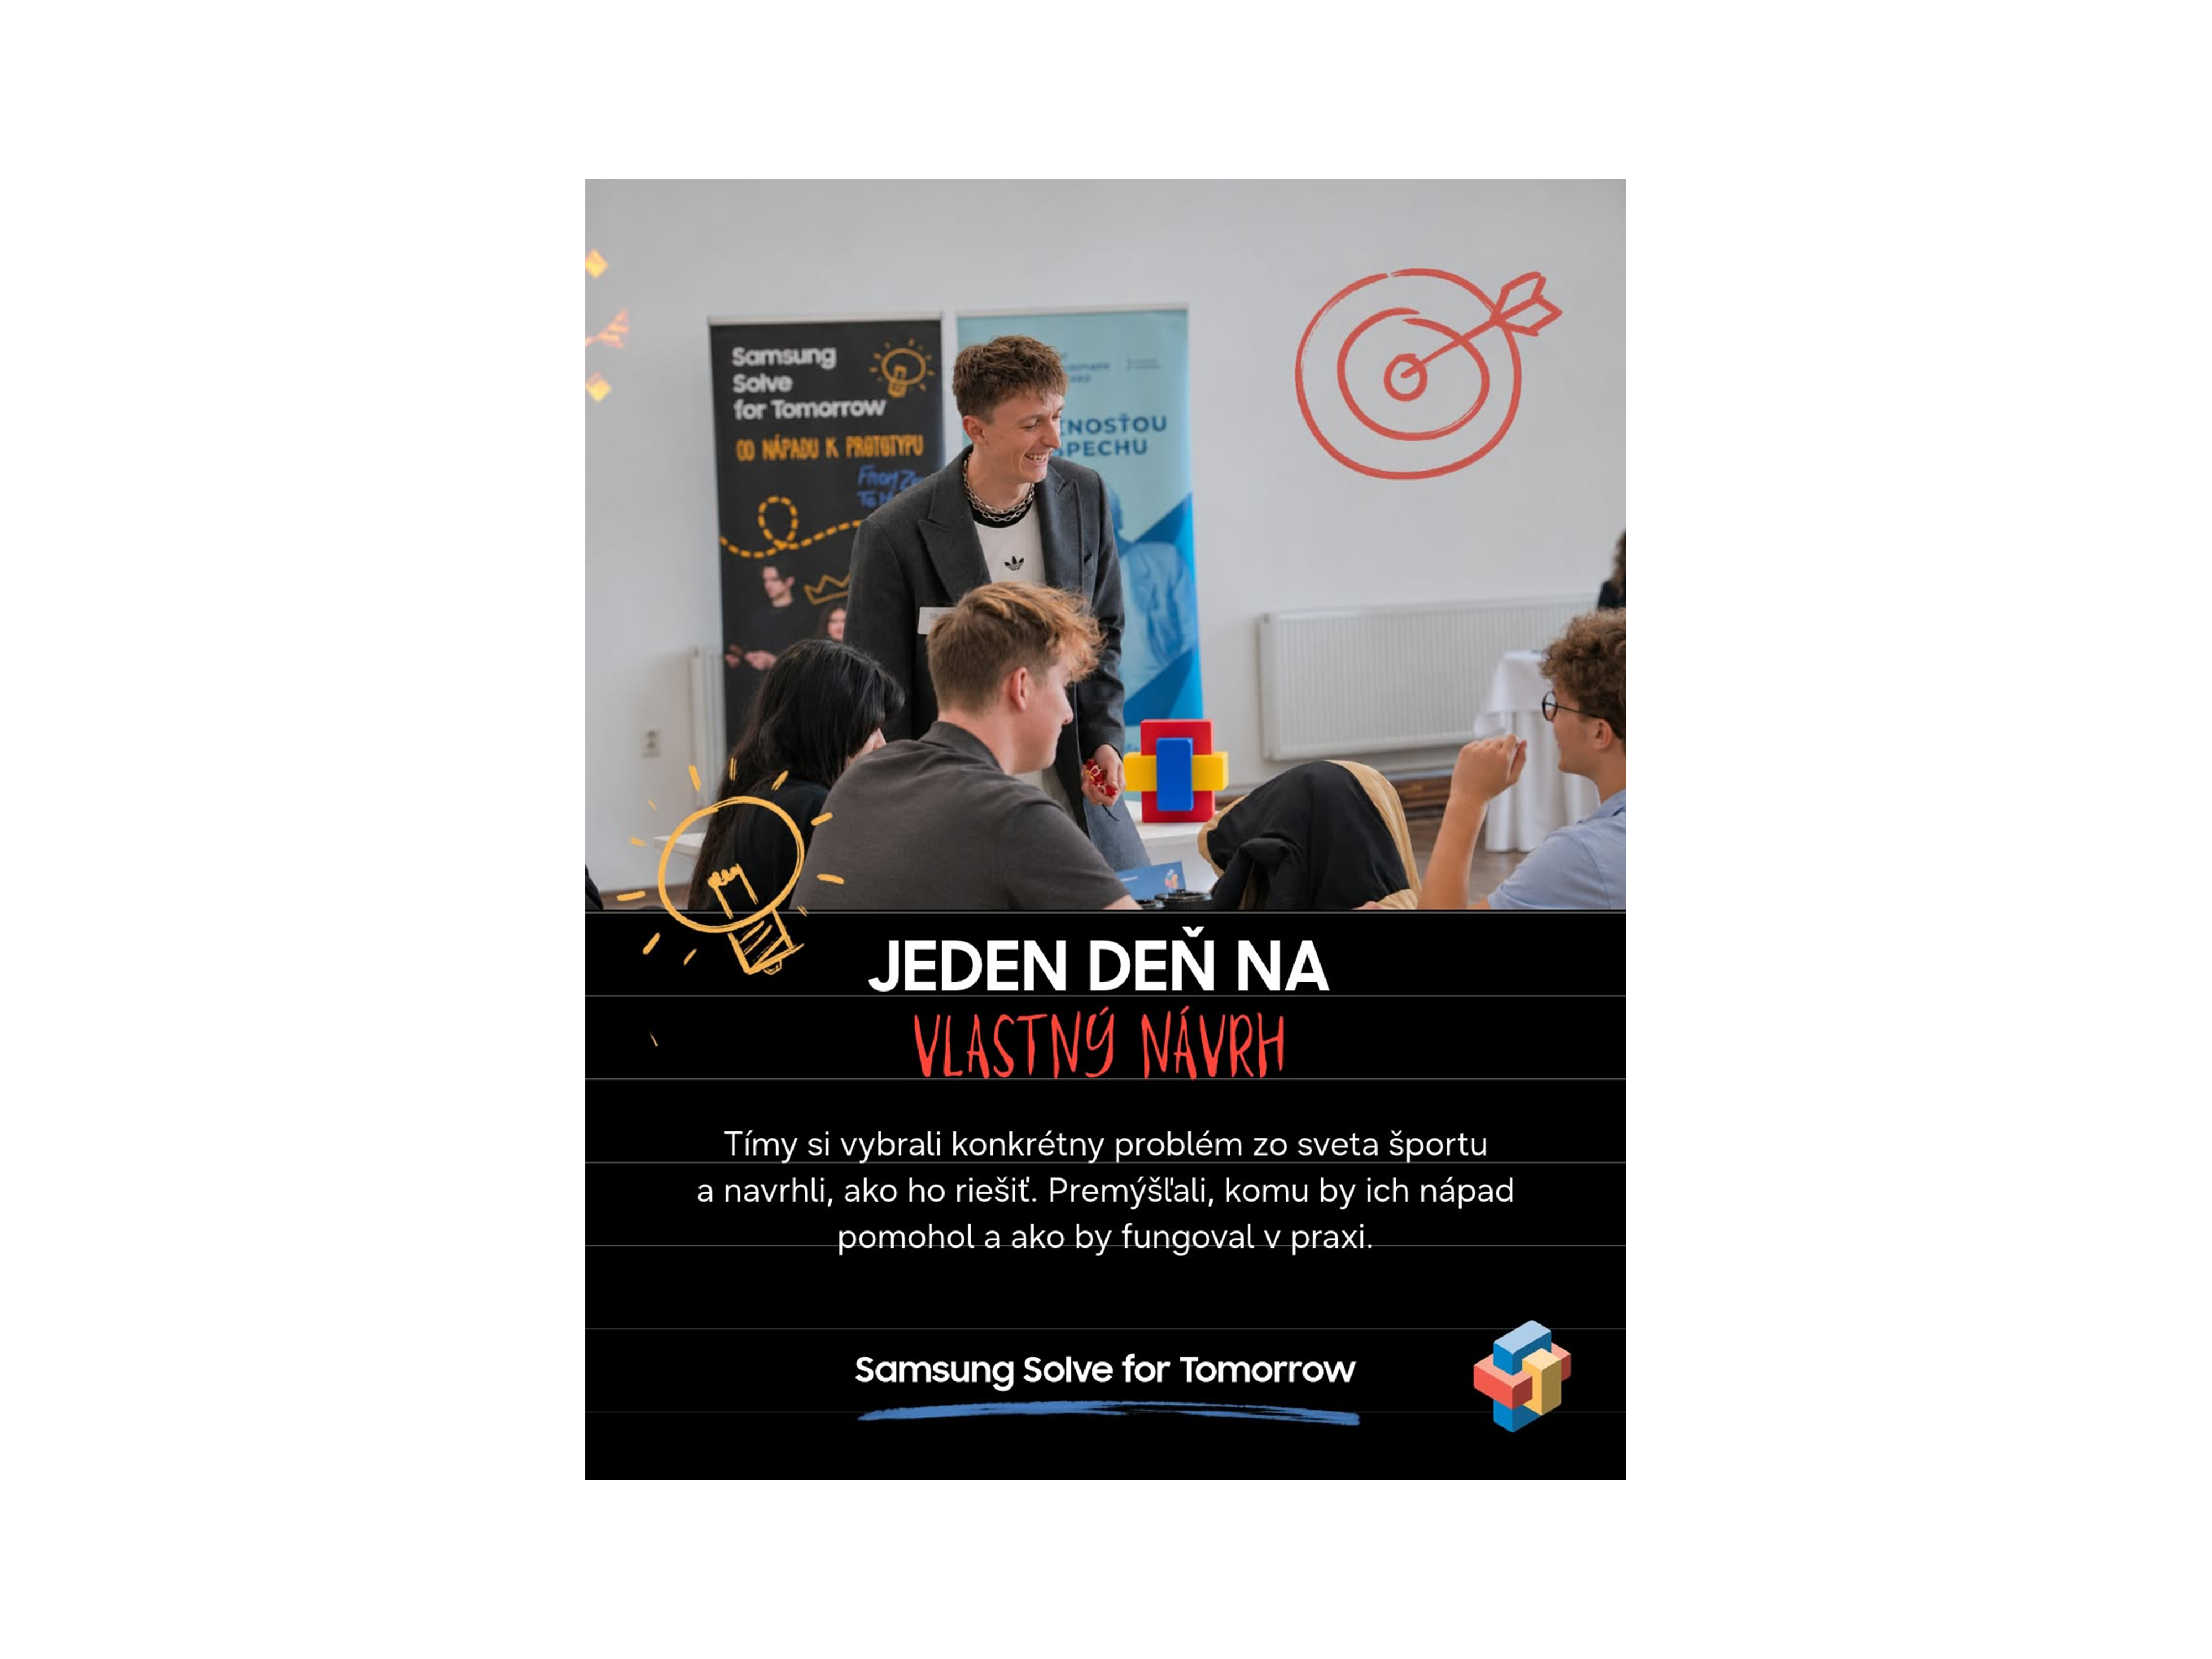 Samsung
Solve
for Tomorrow
OD NÁPADU K PROTOTYPU
JEDEN DEŇ NA
VLASTNÝ NÁVRH
Tímy si vybrali konkrétny problém zo sveta športu
a navrhli, ako ho riešiť. Premýšľali, komu by ich nápad
pomohol a ako by fungoval v praxi.
Samsung Solve for Tomorrow